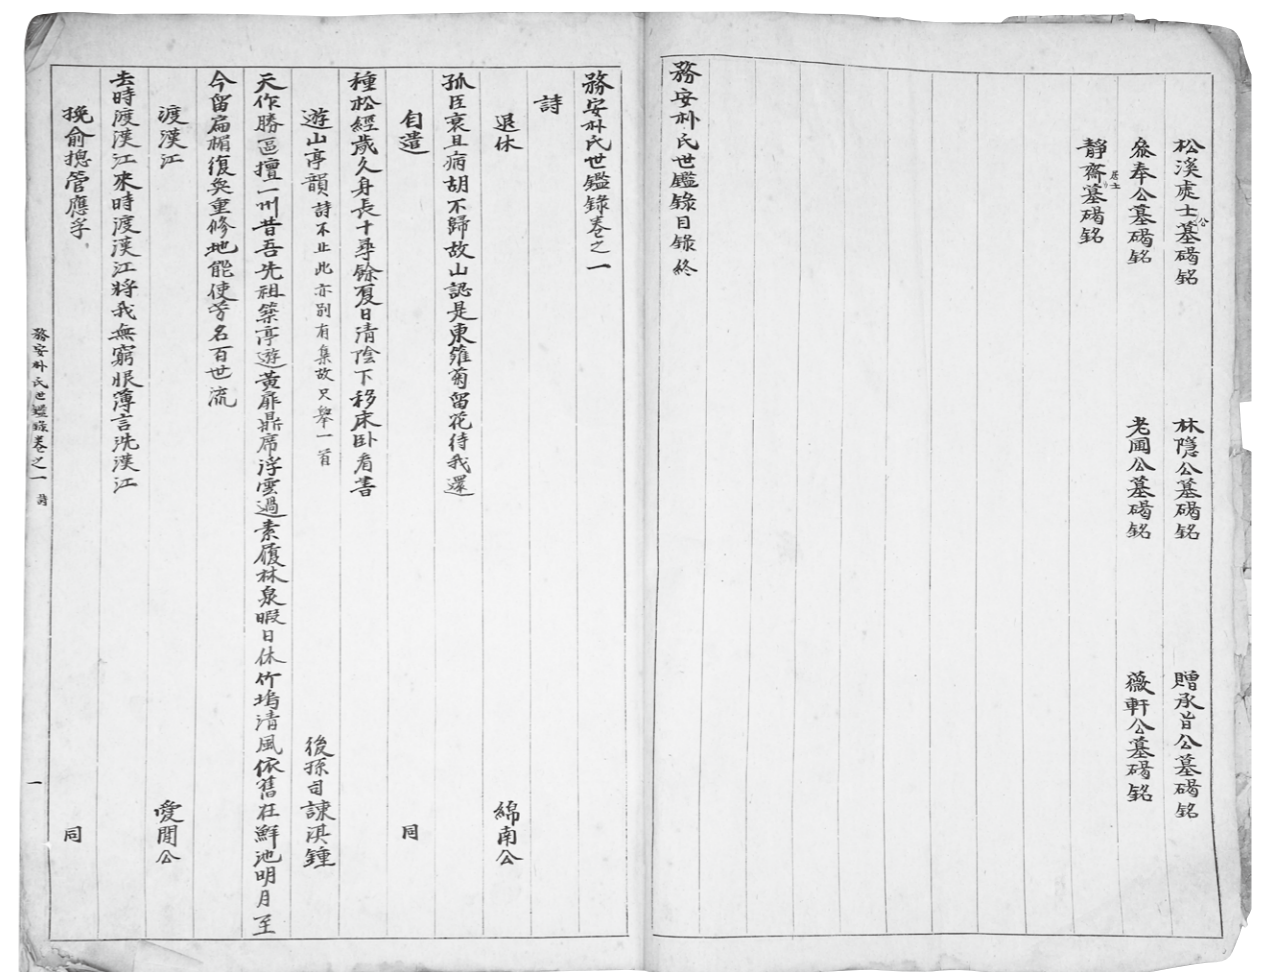 松溪處士公墓碣銘 林隱公墓碣銘 贈承旨公墓碣銘
叅奉公墓碣銘 老圃公墓碣銘 薇軒公墓碣銘
靜齋居士墓碣銘
務安朴氏世鑑錄目錄終
務安朴氏世鑑錄卷之一
詩
退休 綿南公
孤臣衰且病胡不歸故山認是東籬菊留花待我還
自遣 同
種松經歲久身長十尋餘夏日清陰下移床卧看書
遊山亭韻 詩不止此亦別有集故只擧一首 後孫司諫淇鍾
天作勝區擅一州昔吾先祖築亭遊黃扉鼎席浮雲過素履林泉暇日休竹塢清風依舊在鮮池明月至
今留扁楣復奐重修地能使芳名百世流
渡漢江 愛閒公
去時渡漢江來時渡漢江將我無窮恨薄言洗漢江
挽俞摠管應孚 同
務安朴氏世鑑錄卷之一 詩 一